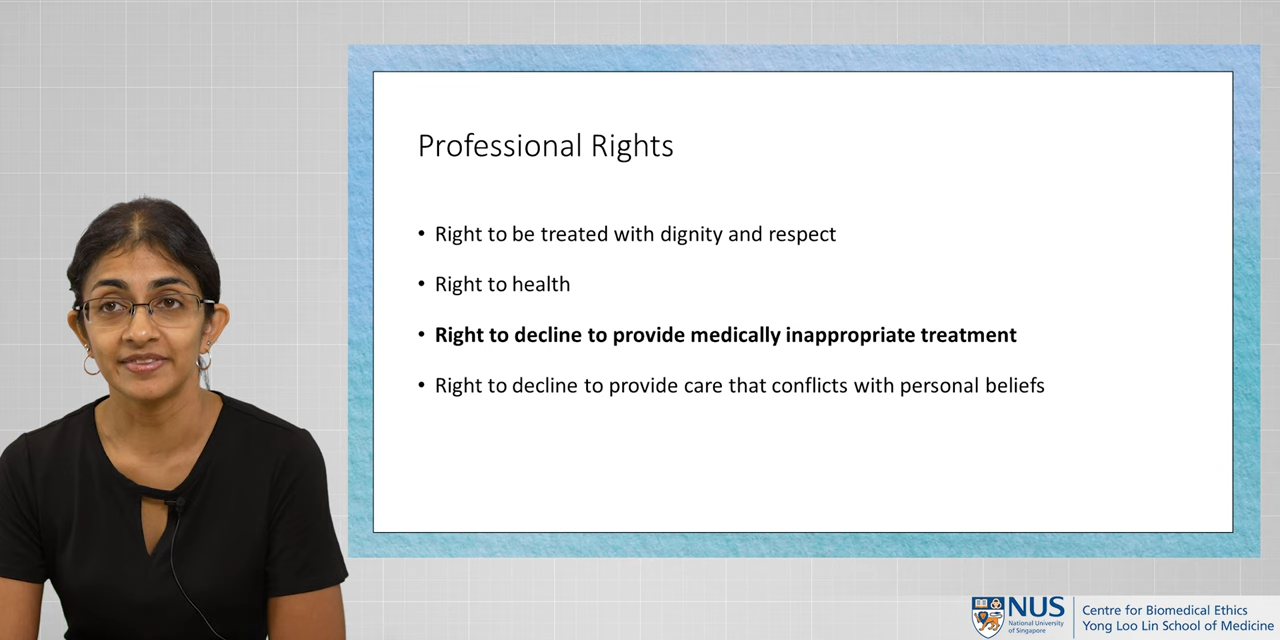 Professional Rights
• Right to be treated with dignity and respect
• Right to health
• Right to decline to provide medically inappropriate treatment
• Right to decline to provide care that conflicts with personal beliefs
NUS
National University
of Singapore
Centre for Biomedical Ethics
Yong Loo Lin School of Medicine